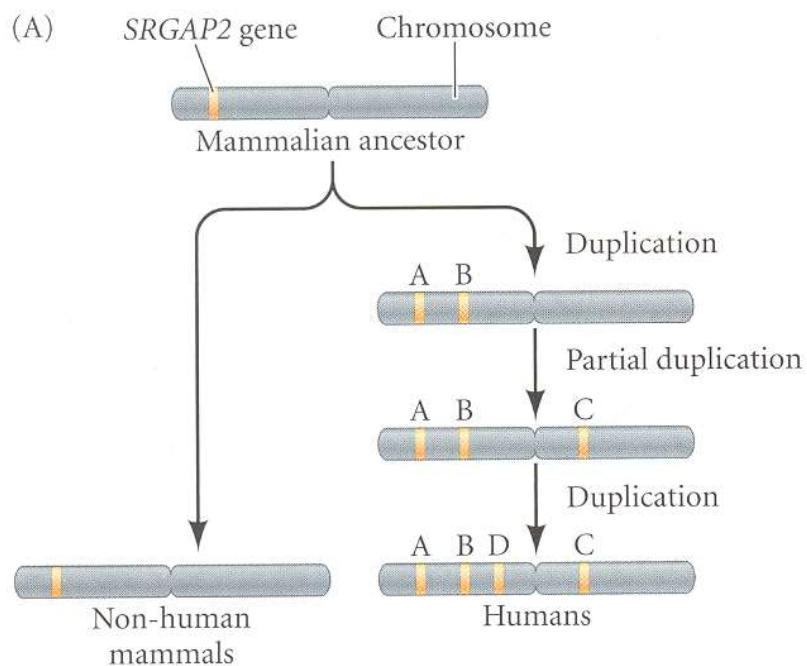 (A)
SRGAP2 gene
Chromosome
Mammalian ancestor
Duplication
A B
Partial duplication
A B C
Duplication
A B D C
Non-human
mammals
Humans